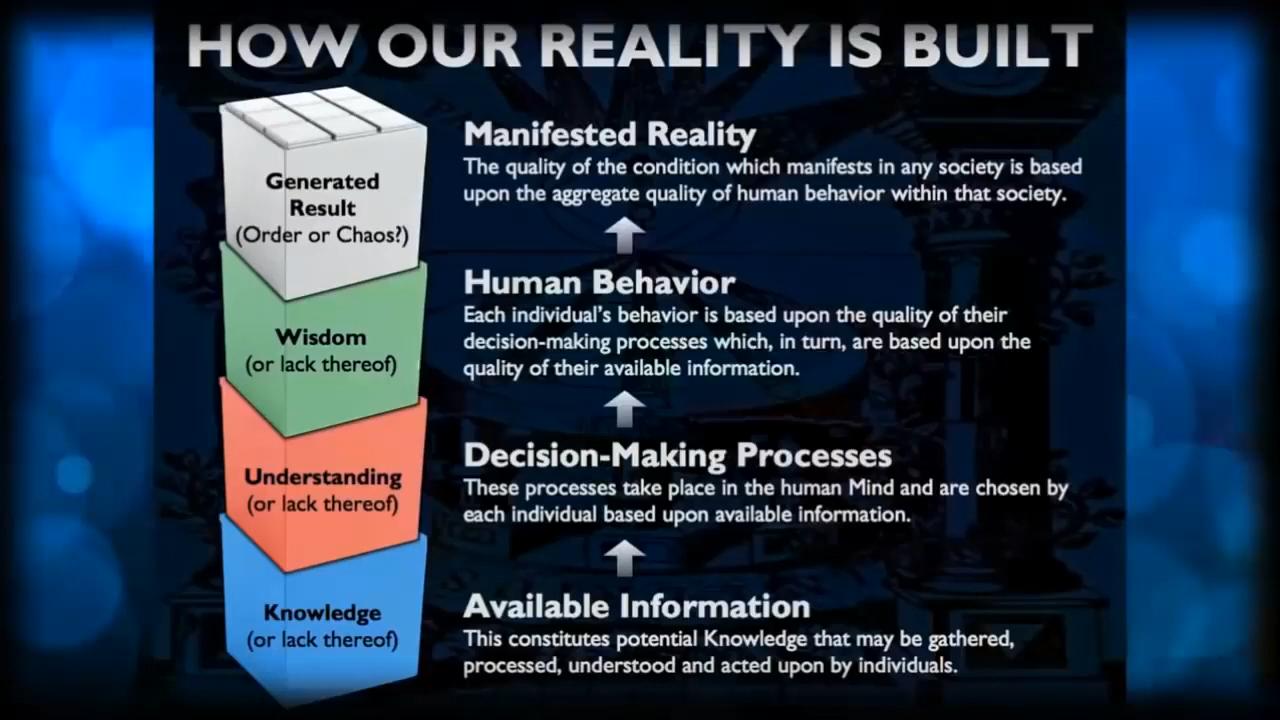 HOW OUR REALITY IS BUILT
Generated
Result
(Order or Chaos?)
Manifested Reality
The quality of the condition which manifests in any society is based
upon the aggregate quality of human behavior within that society.
Wisdom
(or lack thereof)
Human Behavior
Each individual's behavior is based upon the quality of their
decision-making processes which, in turn, are based upon the
quality of their available information.
Understanding
(or lack thereof)
Decision-Making Processes
These processes take place in the human Mind and are chosen by
each individual based upon available information.
Knowledge
(or lack thereof)
Available Information
This constitutes potential Knowledge that may be gathered,
processed, understood and acted upon by individuals.